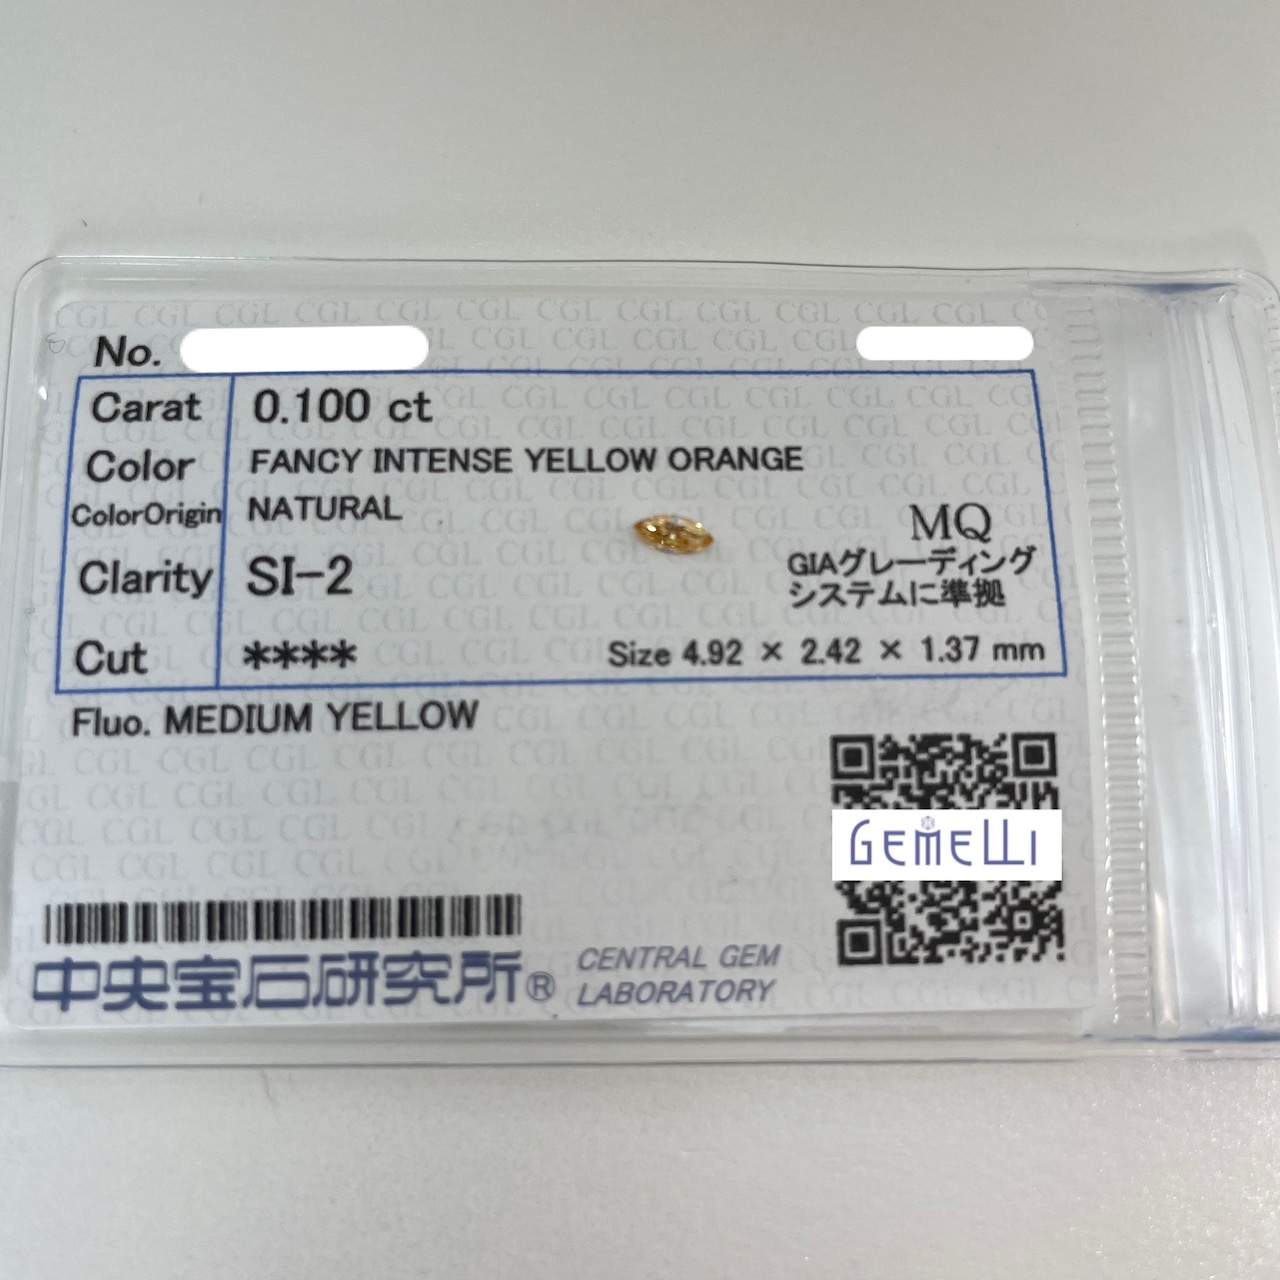 No.
Carat 0.100 ct
Color FANCY INTENSE YELLOW ORANGE
ColorOrigin NATURAL
MQ
Clarity SI-2
GIAグレーディング
システムに準拠
Cut ****
Size 4.92 × 2.42 × 1.37 mm
Fluo. MEDIUM YELLOW
GEMELLI
中央宝石研究所®
CENTRAL GEM
LABORATORY